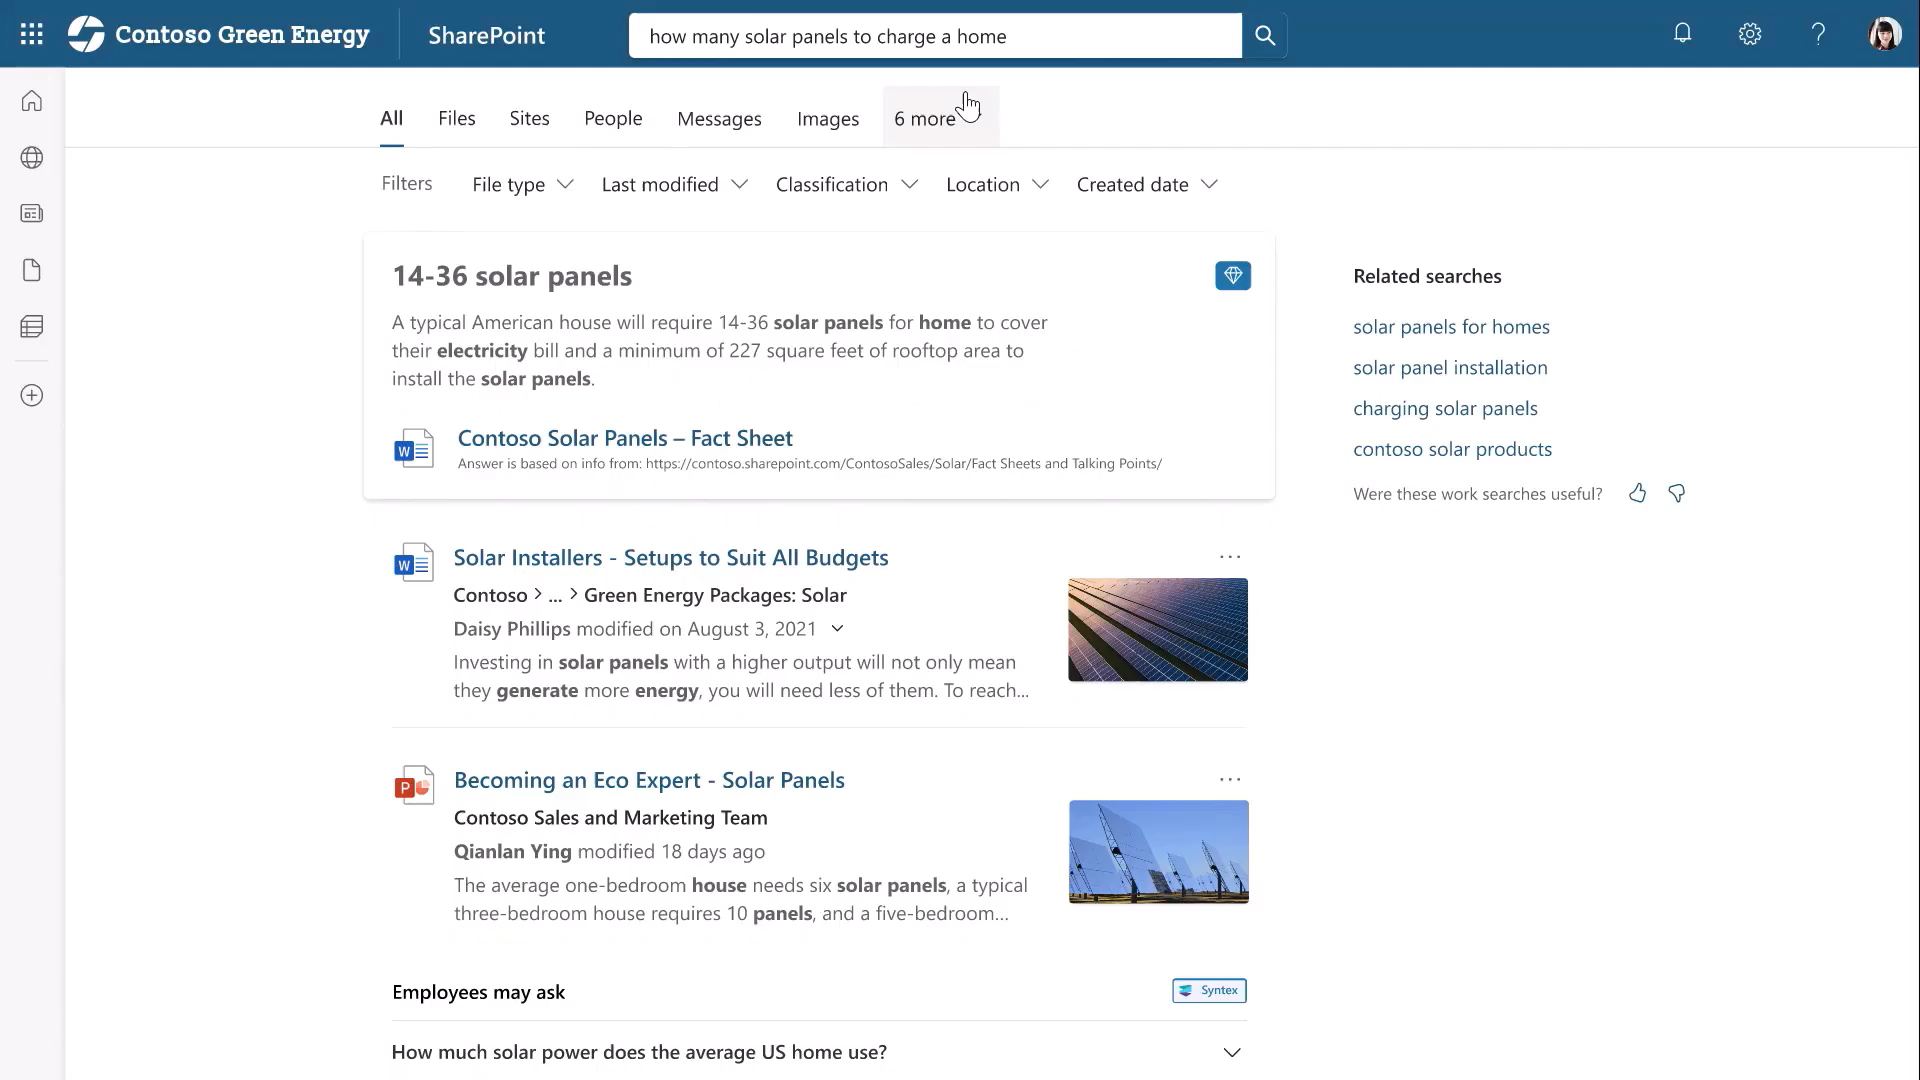 Contoso Green Energy
SharePoint
how many solar panels to charge a home
All
Files
Sites
People
Messages
Images
6 more
Filters
File type
Last modified
Classification
Location
Created date
14-36 solar panels
A typical American house will require 14-36 solar panels for home to cover
their electricity bill and a minimum of 227 square feet of rooftop area to
install the solar panels.
W
Contoso Solar Panels – Fact Sheet
Answer is based on info from: https://contoso.sharepoint.com/ContosoSales/Solar/Fact Sheets and Talking Points/
Related searches
solar panels for homes
solar panel installation
charging solar panels
contoso solar products
Were these work searches useful?
W
Solar Installers - Setups to Suit All Budgets
Contoso > ... > Green Energy Packages: Solar
Daisy Phillips modified on August 3, 2021
Investing in solar panels with a higher output will not only mean
they generate more energy, you will need less of them. To reach...
P
Becoming an Eco Expert - Solar Panels
Contoso Sales and Marketing Team
Qianlan Ying modified 18 days ago
The average one-bedroom house needs six solar panels, a typical
three-bedroom house requires 10 panels, and a five-bedroom...
Employees may ask
Syntex
How much solar power does the average US home use?